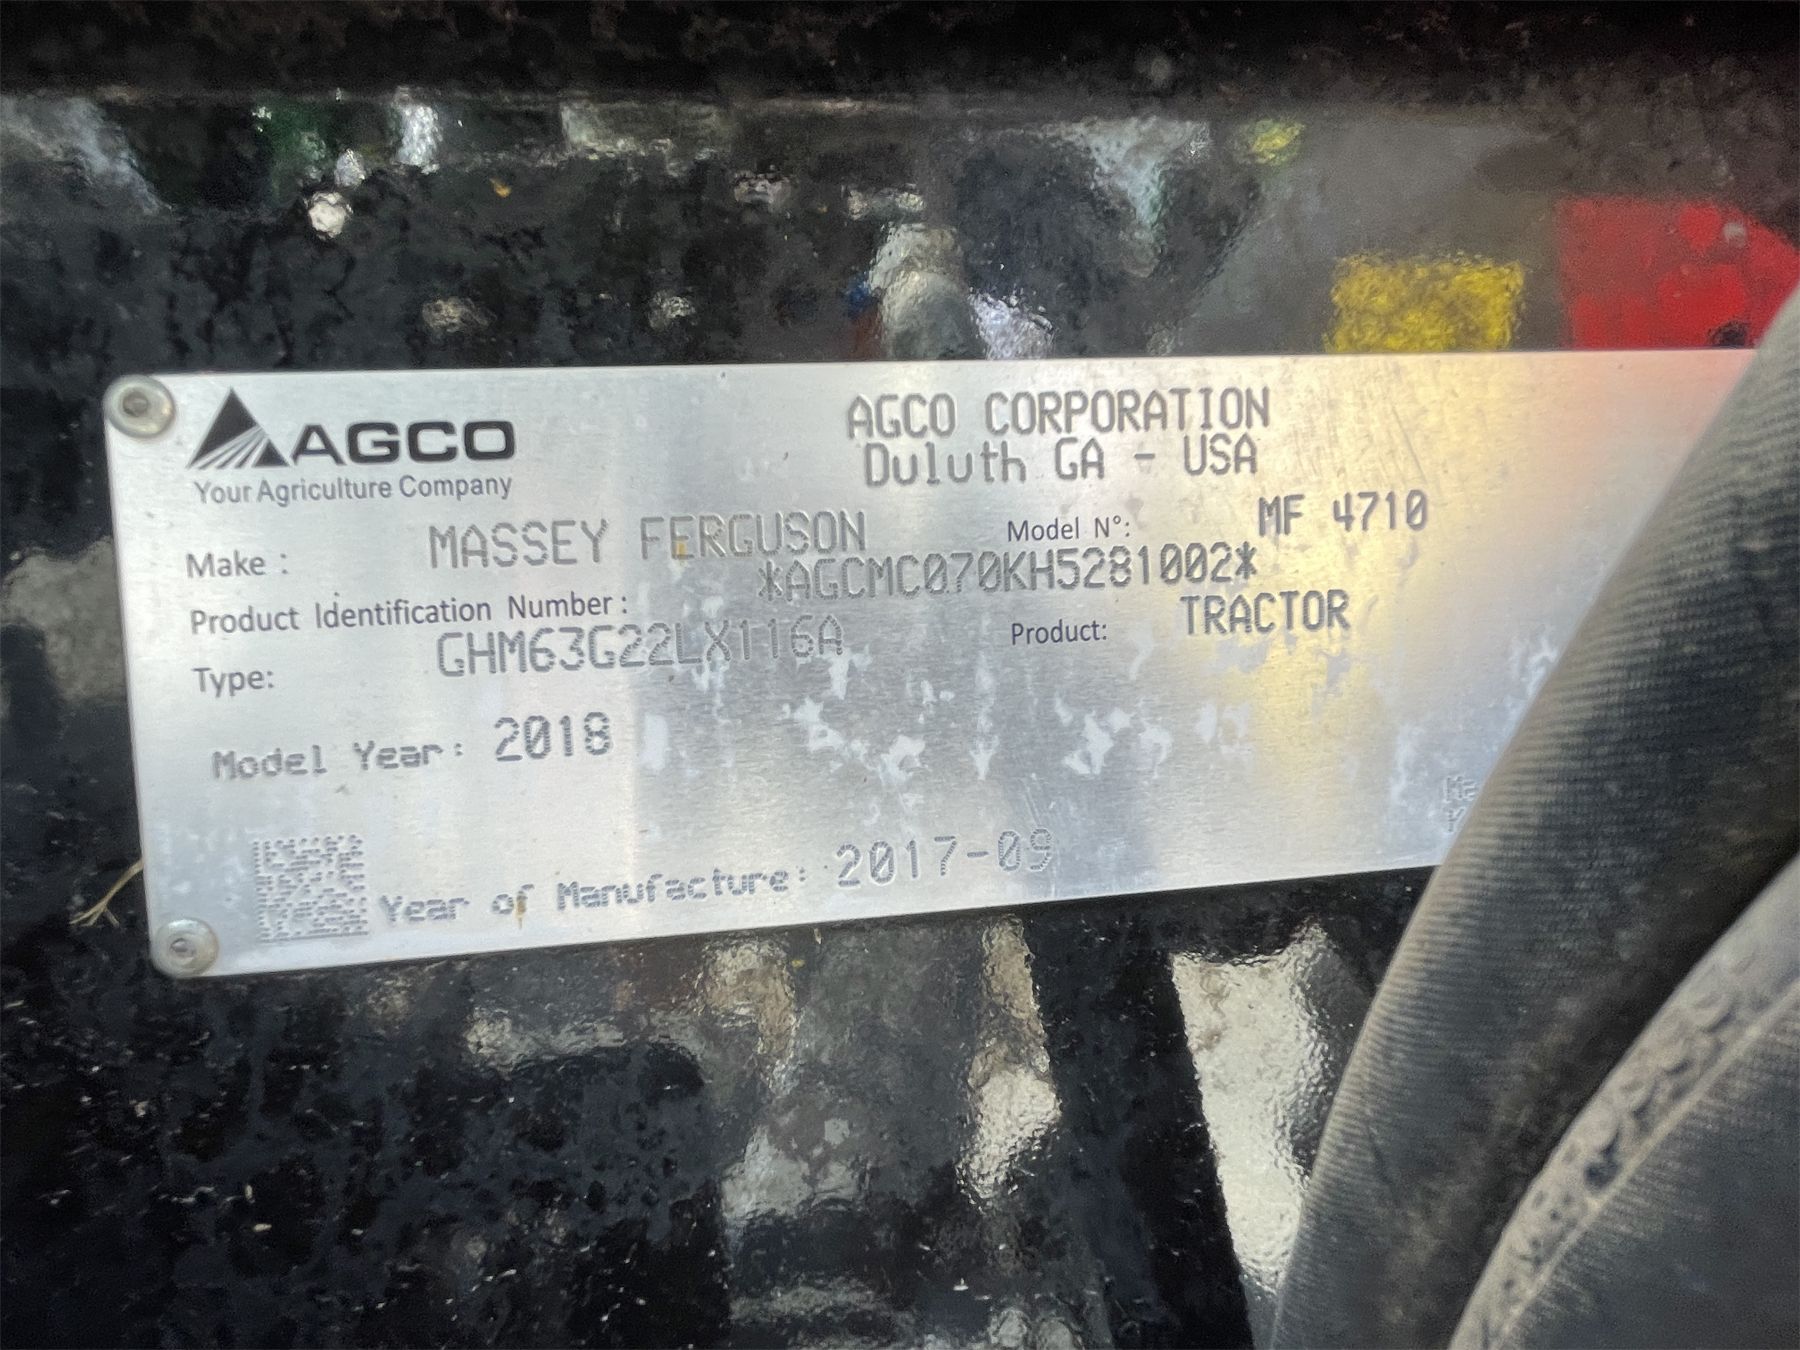 AGCO
Your Agriculture Company
AGCO CORPORATION
Duluth GA - USA
Make : MASSEY FERGUSON Model N°: MF 4710
Product Identification Number : *AGCMC070KH5281002*
Type: GHM63G22LX116A Product: TRACTOR
Model Year: 2018
Year of Manufacture: 2017-09